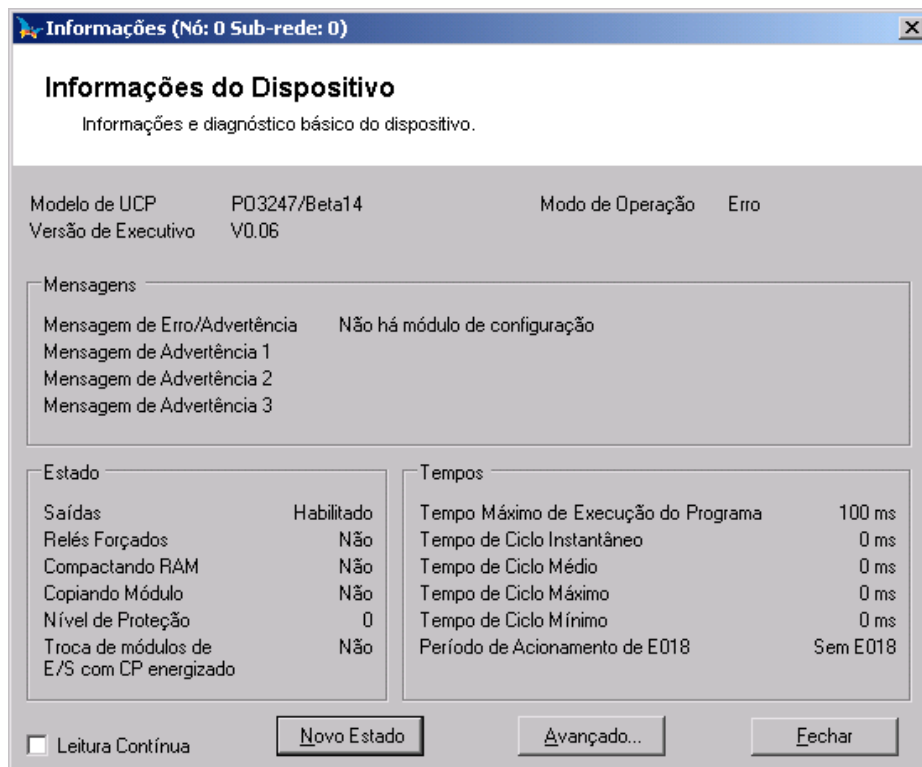 Informações (Nó: 0 Sub-rede: 0)
Informações do Dispositivo
Informações e diagnóstico básico do dispositivo.
Modelo de UCP PO3247/Beta14 Modo de Operação Erro
Versão de Executivo V0.06
Mensagens
Mensagem de Erro/Advertência Não há módulo de configuração
Mensagem de Advertência 1
Mensagem de Advertência 2
Mensagem de Advertência 3
Estado
Saídas Habilitado
Relés Forçados Não
Compactando RAM Não
Copiando Módulo Não
Nível de Proteção 0
Troca de módulos de Não
E/S com CP energizado
Tempos
Tempo Máximo de Execução do Programa 100 ms
Tempo de Ciclo Instantâneo 0 ms
Tempo de Ciclo Médio 0 ms
Tempo de Ciclo Máximo 0 ms
Tempo de Ciclo Mínimo 0 ms
Período de Acionamento de E018 Sem E018
Leitura Contínua
Novo Estado
Avançado...
Fechar